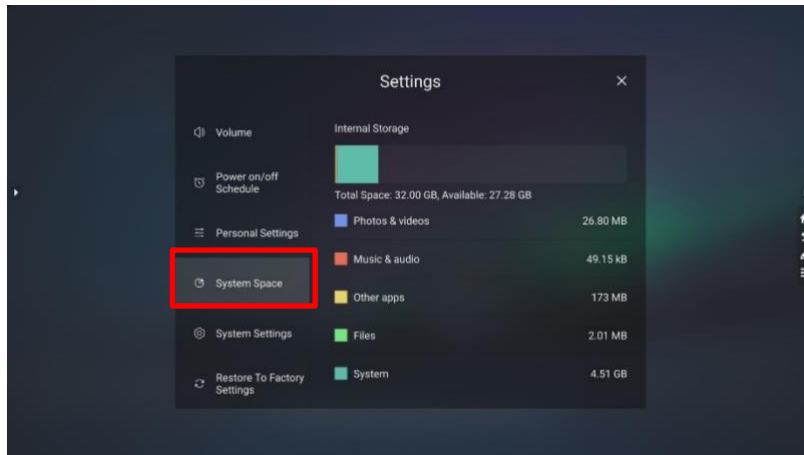 Settings
Volume
Power on/off
Schedule
Personal Settings
System Space
System Settings
Restore To Factory
Settings
Internal Storage
Total Space: 32.00 GB, Available: 27.28 GB
Photos & videos 26.80 MB
Music & audio 49.15 kB
Other apps 173 MB
Files 2.01 MB
System 4.51 GB